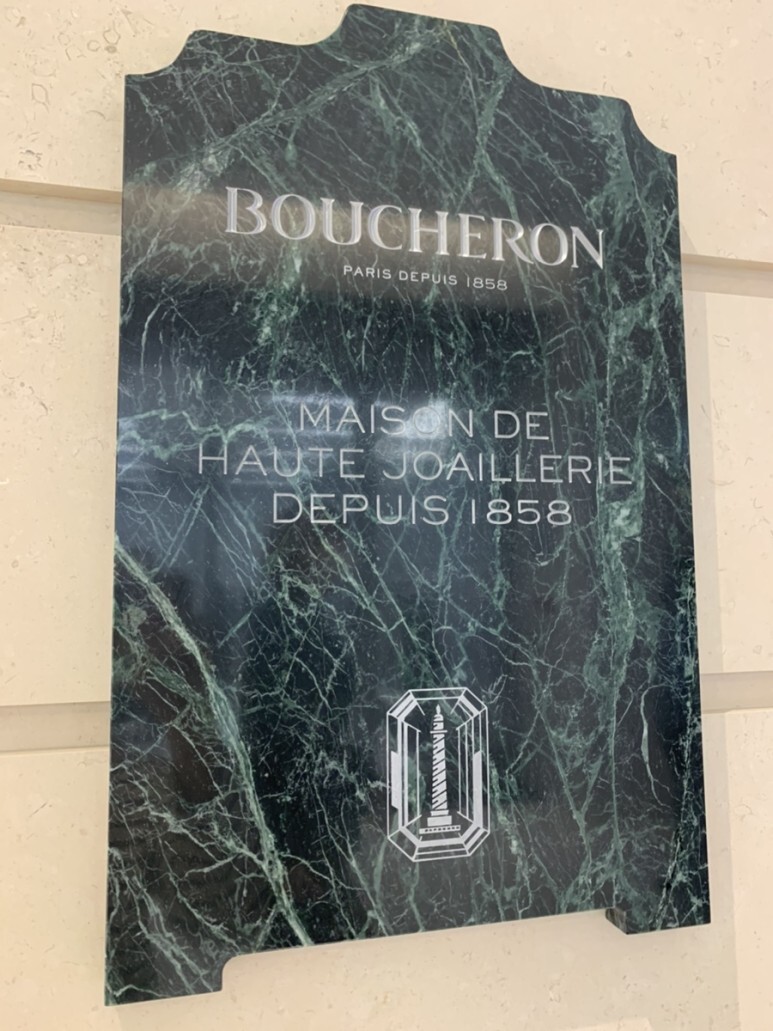 BOUCHERON
PARIS DEPUIS 1858
MAISON DE
HAUTE JOAILLERIE
DEPUIS 1858